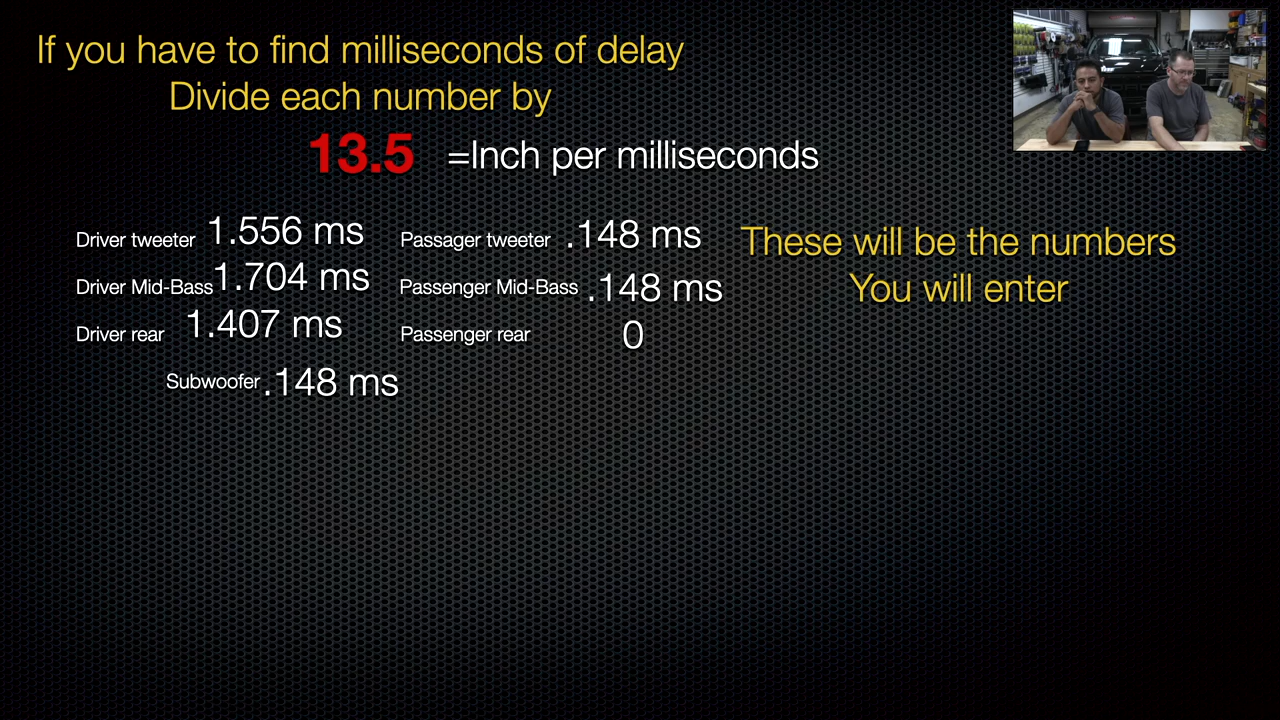 If you have to find milliseconds of delay
Divide each number by
13.5 =Inch per milliseconds
Driver tweeter 1.556 ms Passager tweeter .148 ms
Driver Mid-Bass 1.704 ms Passenger Mid-Bass .148 ms
Driver rear 1.407 ms Passenger rear 0
Subwoofer .148 ms
These will be the numbers
You will enter